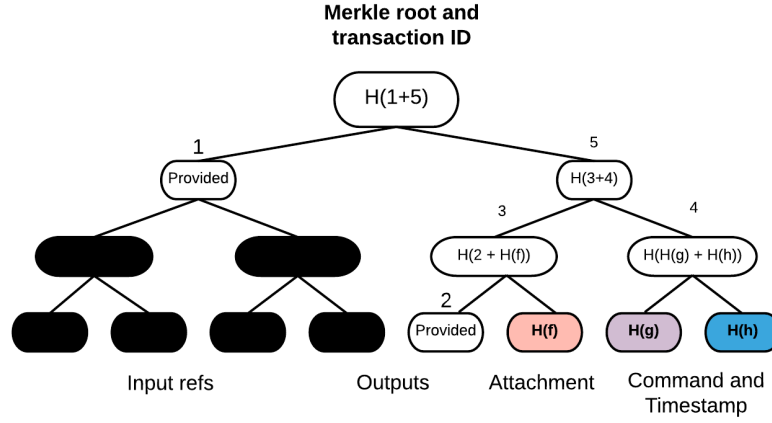 Merkle root and
transaction ID
H(1+5)
1
5
Provided
H(3+4)
3
4
H(2 + H(f))
H(H(g) + H(h))
2
Provided
H(f)
H(g)
H(h)
Input refs
Outputs
Attachment
Command and
Timestamp